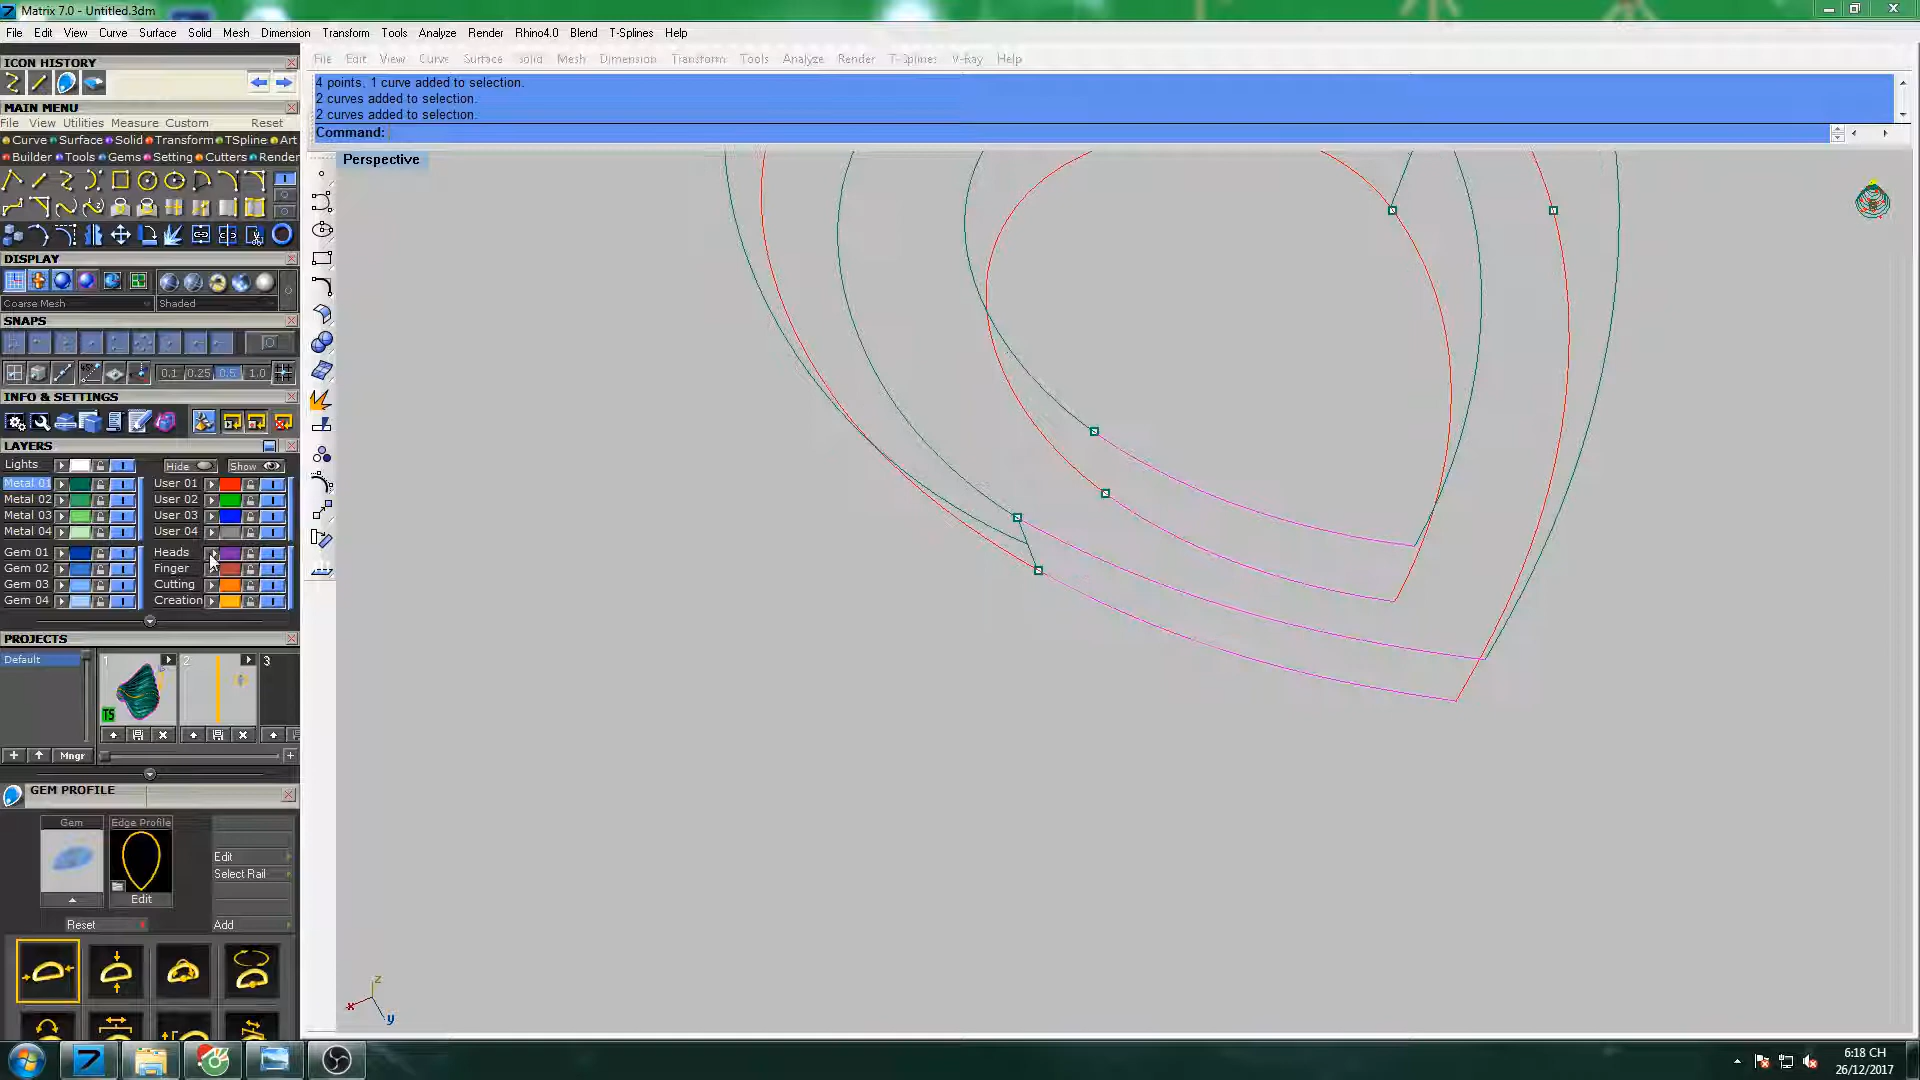 Matrix 7.0 - Untitled.3dm
File Edit View Curve Surface Solid Mesh Dimension Transform Tools Analyze Render Rhino4.0 Blend T-Splines Help
ICON HISTORY
File Edit View Curve Surface Solid Mesh Dimension Transform Tools Analyze Render T-Splines V-Ray Help
4 points, 1 curve added to selection.
2 curves added to selection.
2 curves added to selection.
Command:
Perspective
MAIN MENU
File View Utilities Measure Custom Reset
Curve Surface Solid Transform TSpline Art
Builder Tools Gems Setting Cutters Render
DISPLAY
Coarse Mesh Shaded
SNAPS
0.1 0.25 0.5 1.0
INFO & SETTINGS
LAYERS
Lights Hide Show
Metal 01 User 01
Metal 02 User 02
Metal 03 User 03
Metal 04 User 04
Gem 01 Heads
Gem 02 Finger
Gem 03 Cutting
Gem 04 Creation
PROJECTS
Default 1 2 3
TS
Mngr
GEM PROFILE
Gem Edge Profile
Edit
Select Rail
Edit
Reset Add
z
x
y
6:18 CH
26/12/2017